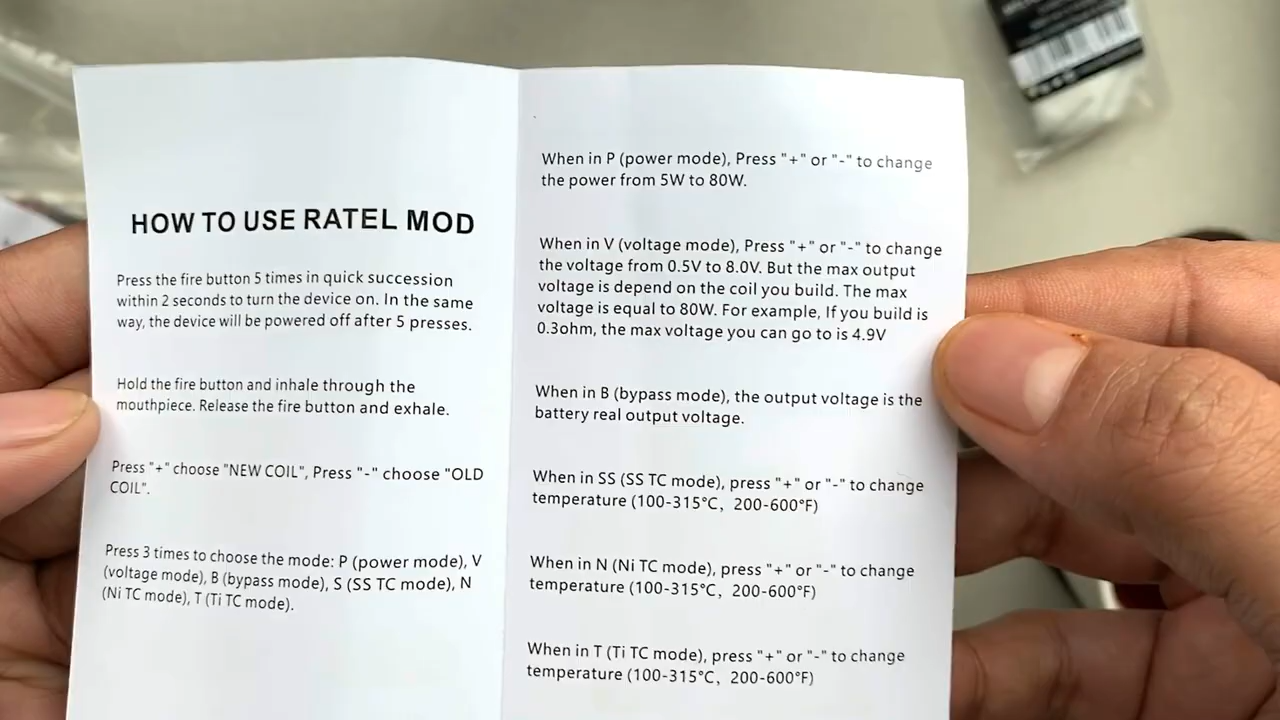 HOW TO USE RATEL MOD
Press the fire button 5 times in quick succession
within 2 seconds to turn the device on. In the same
way, the device will be powered off after 5 presses.
Hold the fire button and inhale through the
mouthpiece. Release the fire button and exhale.
Press "+" choose "NEW COIL", Press "-" choose "OLD
COIL".
Press 3 times to choose the mode: P (power mode), V
(voltage mode), B (bypass mode), S (SS TC mode), N
(Ni TC mode), T (Ti TC mode).
When in P (power mode), Press "+" or "-" to change
the power from 5W to 80W.
When in V (voltage mode), Press "+" or "-" to change
the voltage from 0.5V to 8.0V. But the max output
voltage is depend on the coil you build. The max
voltage is equal to 80W. For example, If you build is
0.3ohm, the max voltage you can go to is 4.9V
When in B (bypass mode), the output voltage is the
battery real output voltage.
When in SS (SS TC mode), press "+" or "-" to change
temperature (100-315°C, 200-600°F)
When in N (Ni TC mode), press "+" or "-" to change
temperature (100-315°C, 200-600°F)
When in T (Ti TC mode), press "+" or "-" to change
temperature (100-315°C, 200-600°F)